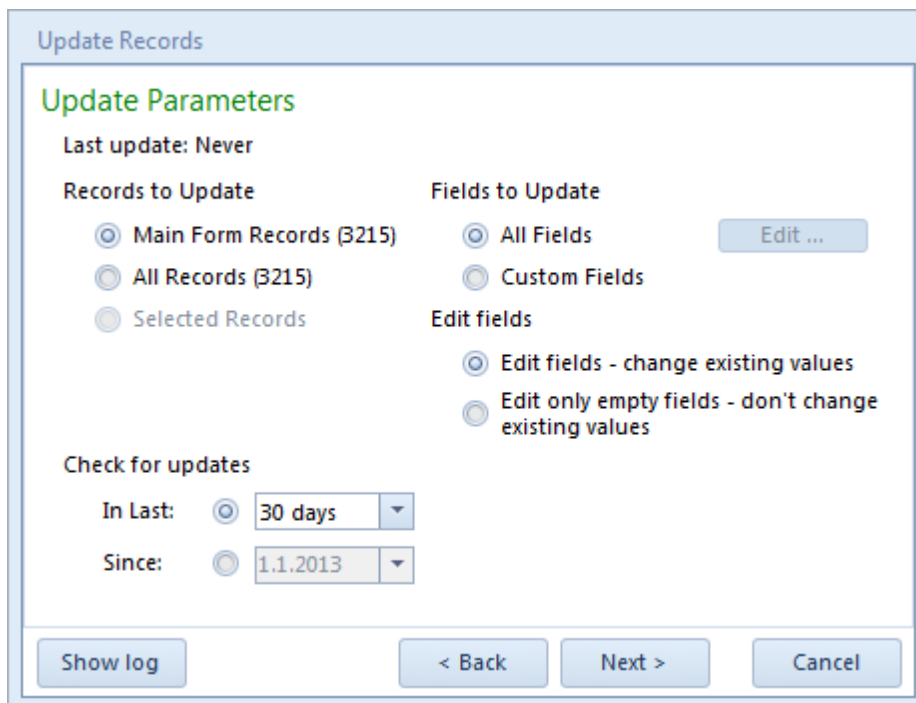 Update Records
Update Parameters
Last update: Never
Records to Update
Main Form Records (3215)
All Records (3215)
Selected Records
Fields to Update
All Fields
Edit ...
Custom Fields
Edit fields
Edit fields - change existing values
Edit only empty fields - don't change
existing values
Check for updates
In Last:
30 days
Since:
1.1.2013
Show log
< Back
Next >
Cancel